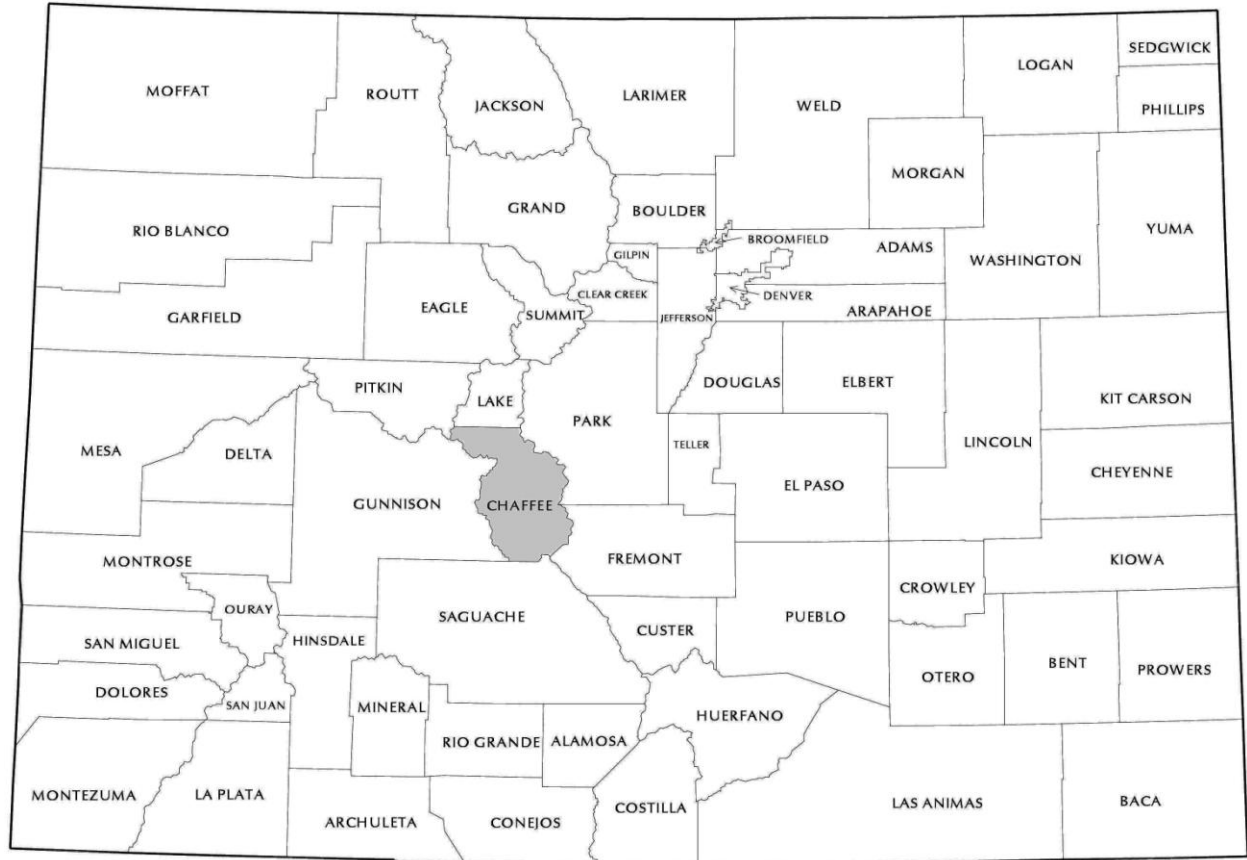 SEDGWICK
LOGAN
MOFFAT
ROUTT
JACKSON
LARIMER
WELD
PHILLIPS
MORGAN
GRAND
BOULDER
RIO BLANCO
YUMA
BROOMFIELD
ADAMS
WASHINGTON
GILPIN
CLEAR CREEK
DENVER
EAGLE
SUMMIT
JEFFERSON
ARAPAHOE
GARFIELD
PITKIN
LAKE
DOUGLAS
ELBERT
KIT CARSON
PARK
TELLER
LINCOLN
MESA
DELTA
CHEYENNE
EL PASO
GUNNISON
CHAFFEE
MONTROSE
FREMONT
KIOWA
CROWLEY
OURAY
SAGUACHE
PUEBLO
HINSDALE
CUSTER
SAN MIGUEL
BENT
PROWERS
OTERO
DOLORES
SAN JUAN
MINERAL
HUERFANO
RIO GRANDE
ALAMOSA
MONTEZUMA
LA PLATA
COSTILLA
LAS ANIMAS
BACA
ARCHULETA
CONEJOS